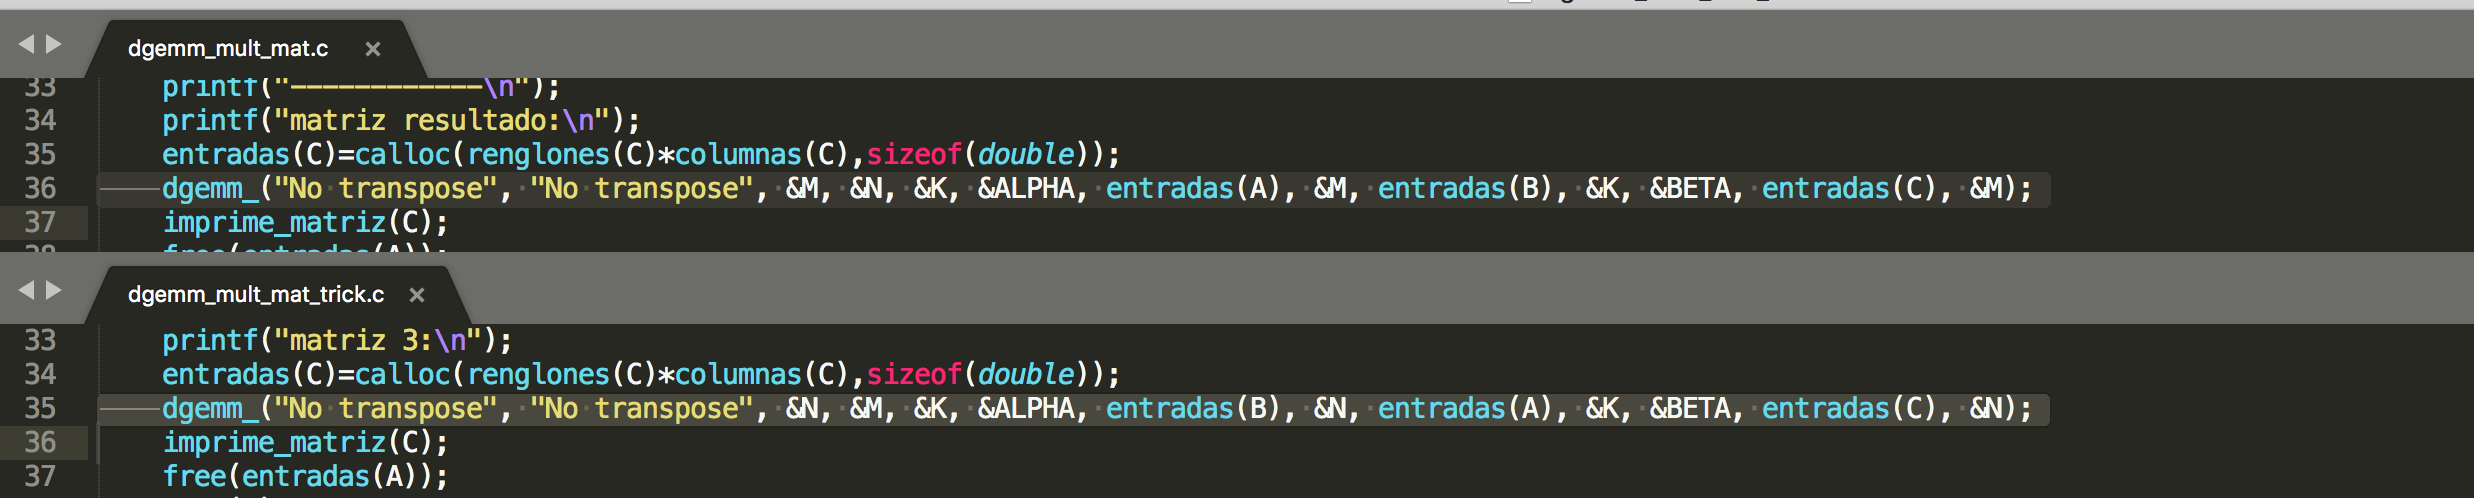 dgemm_mult_mat.c ×
33 printf("------------\n");
34 printf("matriz resultado:\n");
35 entradas(C)=calloc(renglones(C)*columnas(C),sizeof(double));
36 dgemm_("No transpose", "No transpose", &M, &N, &K, &ALPHA, entradas(A), &M, entradas(B), &K, &BETA, entradas(C), &M);
37 imprime_matriz(C);
38 free(entradas(A));
dgemm_mult_mat_trick.c ×
33 printf("matriz 3:\n");
34 entradas(C)=calloc(renglones(C)*columnas(C),sizeof(double));
35 dgemm_("No transpose", "No transpose", &N, &M, &K, &ALPHA, entradas(B), &N, entradas(A), &K, &BETA, entradas(C), &N);
36 imprime_matriz(C);
37 free(entradas(A));